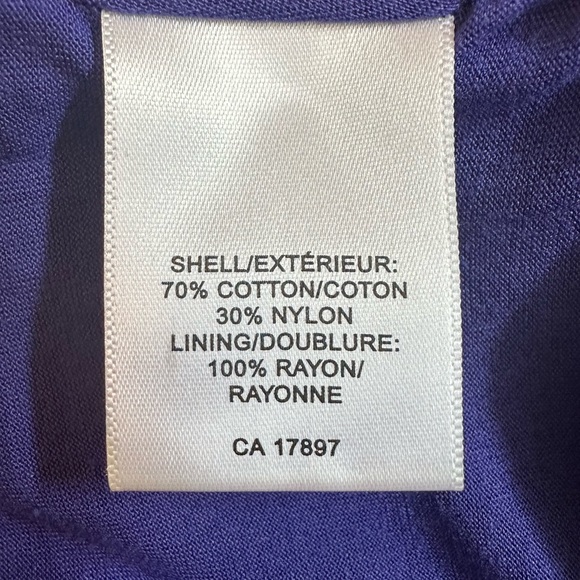 SHELL/EXTÉRIEUR:
70% COTTON/COTON
30% NYLON
LINING/DOUBLURE:
100% RAYON/
RAYONNE
CA 17897